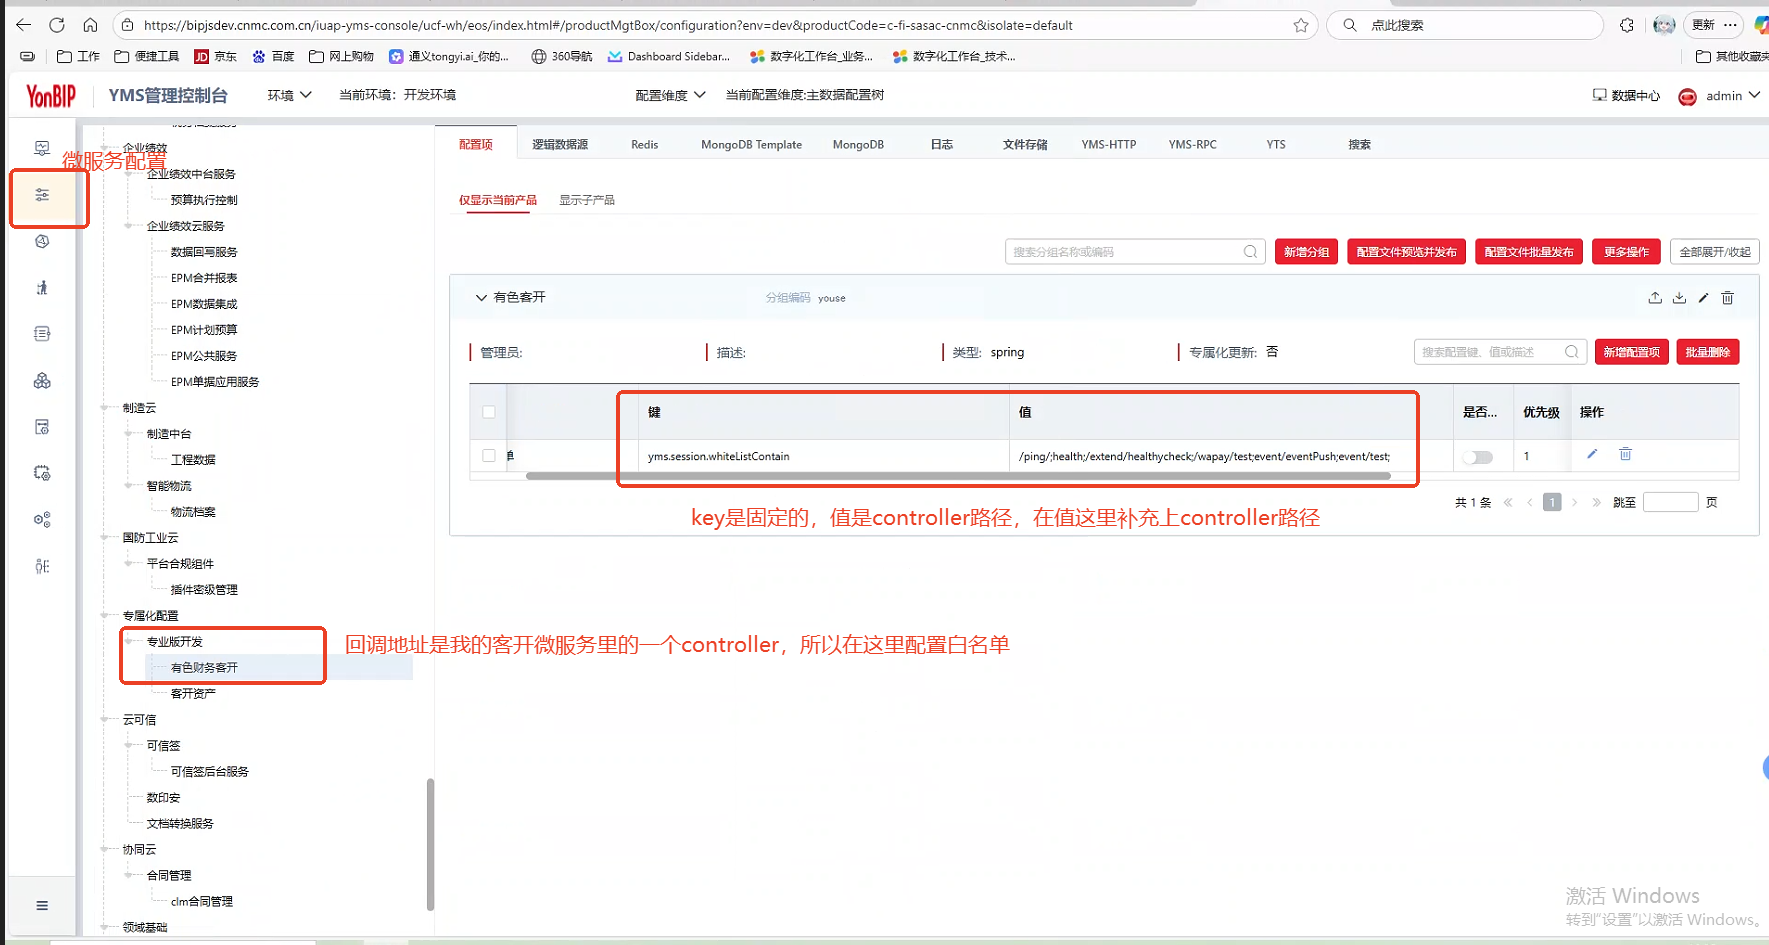 https://bipjsdev.cnmc.com.cn/iuap-yms-console/ucf-wh/eos/index.html#/productMgtBox/configuration?env=dev&productCode=c-fi-sasac-cnmc&isolate=default
点此搜索
更新
工作
便捷工具
JD 京东
百度
网上购物
通义tongyi.ai_你的...
360导航
Dashboard Sidebar...
数字化工作台_业务...
数字化工作台_技术...
其他收藏夹
YonBIP
YMS管理控制台
环境
当前环境：开发环境
配置维度
当前配置维度:主数据配置树
数据中心
admin
微服务配置
企业绩效
企业绩效中台服务
预算执行控制
企业绩效云服务
数据回写服务
EPM合并报表
EPM数据集成
EPM计划预算
EPM公共服务
EPM单据应用服务
制造云
制造中台
工程数据
智能物流
物流档案
国防工业云
平台合规组件
插件密级管理
专属化配置
专业版开发
有色财务客开
客开资产
云可信
可信签
可信签后台服务
数印安
文档转换服务
协同云
合同管理
clm合同管理
领域基础
配置项
逻辑数据源
Redis
MongoDB Template
MongoDB
日志
文件存储
YMS-HTTP
YMS-RPC
YTS
搜索
仅显示当前产品
显示子产品
搜索分组名称或编码
新增分组
配置文件预览并发布
配置文件批量发布
更多操作
全部展开/收起
有色客开
分组编码 youse
管理员:
描述:
类型: spring
专属化更新: 否
搜索配置键、值或描述
新增配置项
批量删除
键
值
是否...
优先级
操作
单
yms.session.whiteListContain
/ping/;health;/extend/healthycheck;/wapay/test;event/eventPush;event/test;
1
共 1 条
1
跳至
页
key是固定的，值是controller路径，在值这里补充上controller路径
回调地址是我的客开微服务里的一个controller，所以在这里配置白名单
激活 Windows
转到"设置"以激活 Windows。